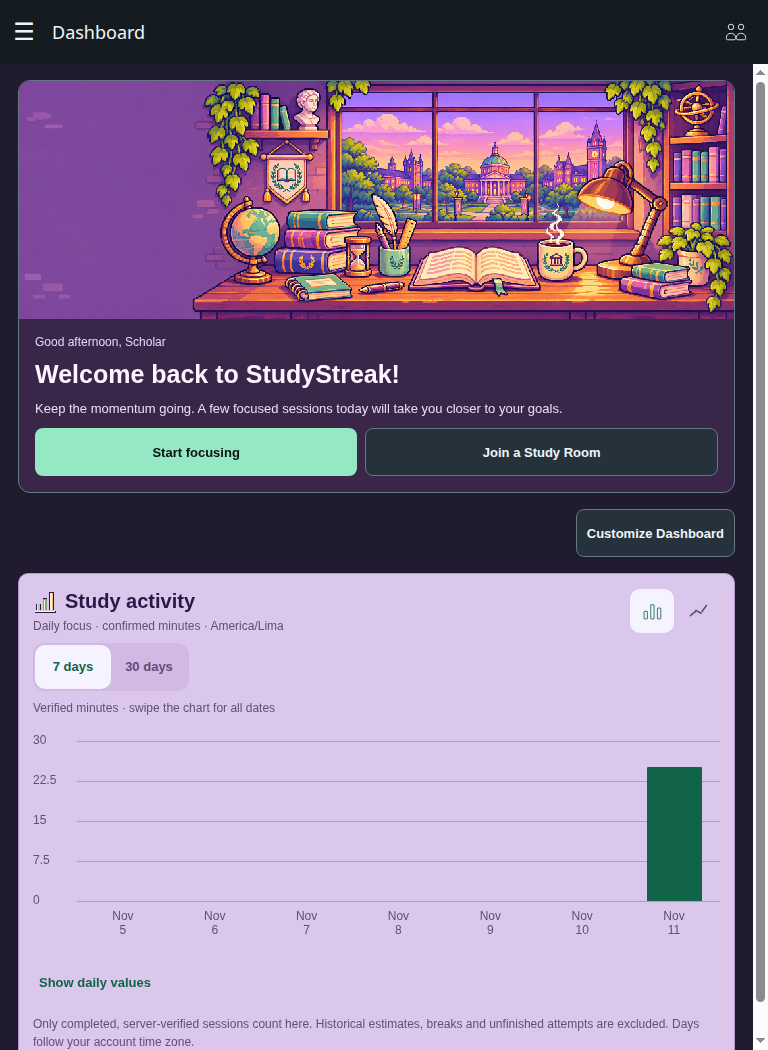 Dashboard
Good afternoon, Scholar
Welcome back to StudyStreak!
Keep the momentum going. A few focused sessions today will take you closer to your goals.
Start focusing
Join a Study Room
Customize Dashboard
Study activity
Daily focus · confirmed minutes · America/Lima
7 days
30 days
Verified minutes · swipe the chart for all dates
30
22.5
15
7.5
0
Nov 5
Nov 6
Nov 7
Nov 8
Nov 9
Nov 10
Nov 11
Show daily values
Only completed, server-verified sessions count here. Historical estimates, breaks and unfinished attempts are excluded. Days
follow your account time zone.